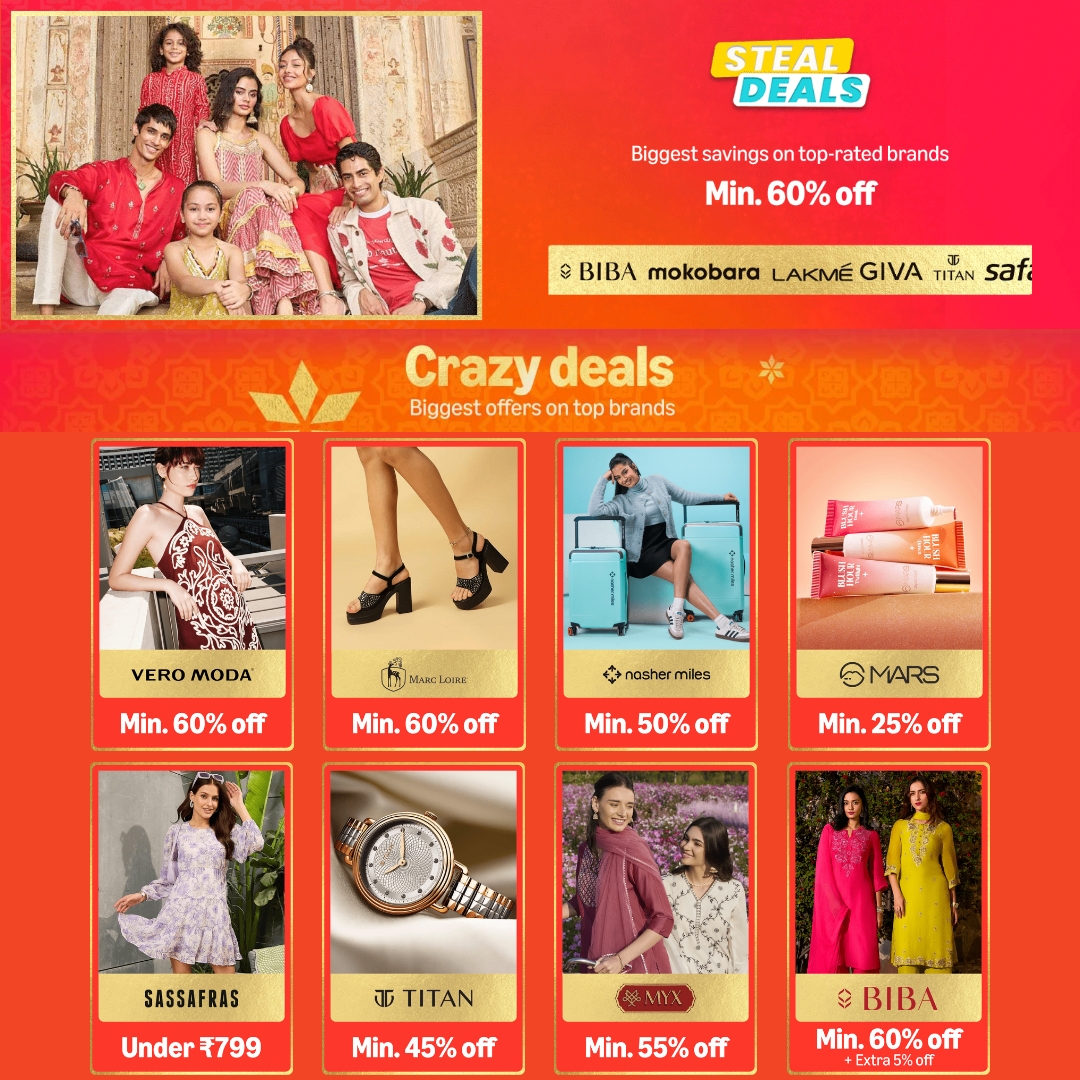 STEAL
DEALS
Biggest savings on top-rated brands
Min. 60% off
BIBA mokobara LAKMÉ GIVA TITAN
Crazy deals
Biggest offers on top brands
VERO MODA
MARC LOIRE
nasher miles
MARS
Min. 60% off
Min. 60% off
Min. 50% off
Min. 25% off
SASSAFRAS
TITAN
MYX
BIBA
Under ₹799
Min. 45% off
Min. 55% off
Min. 60% off
+ Extra 5% off